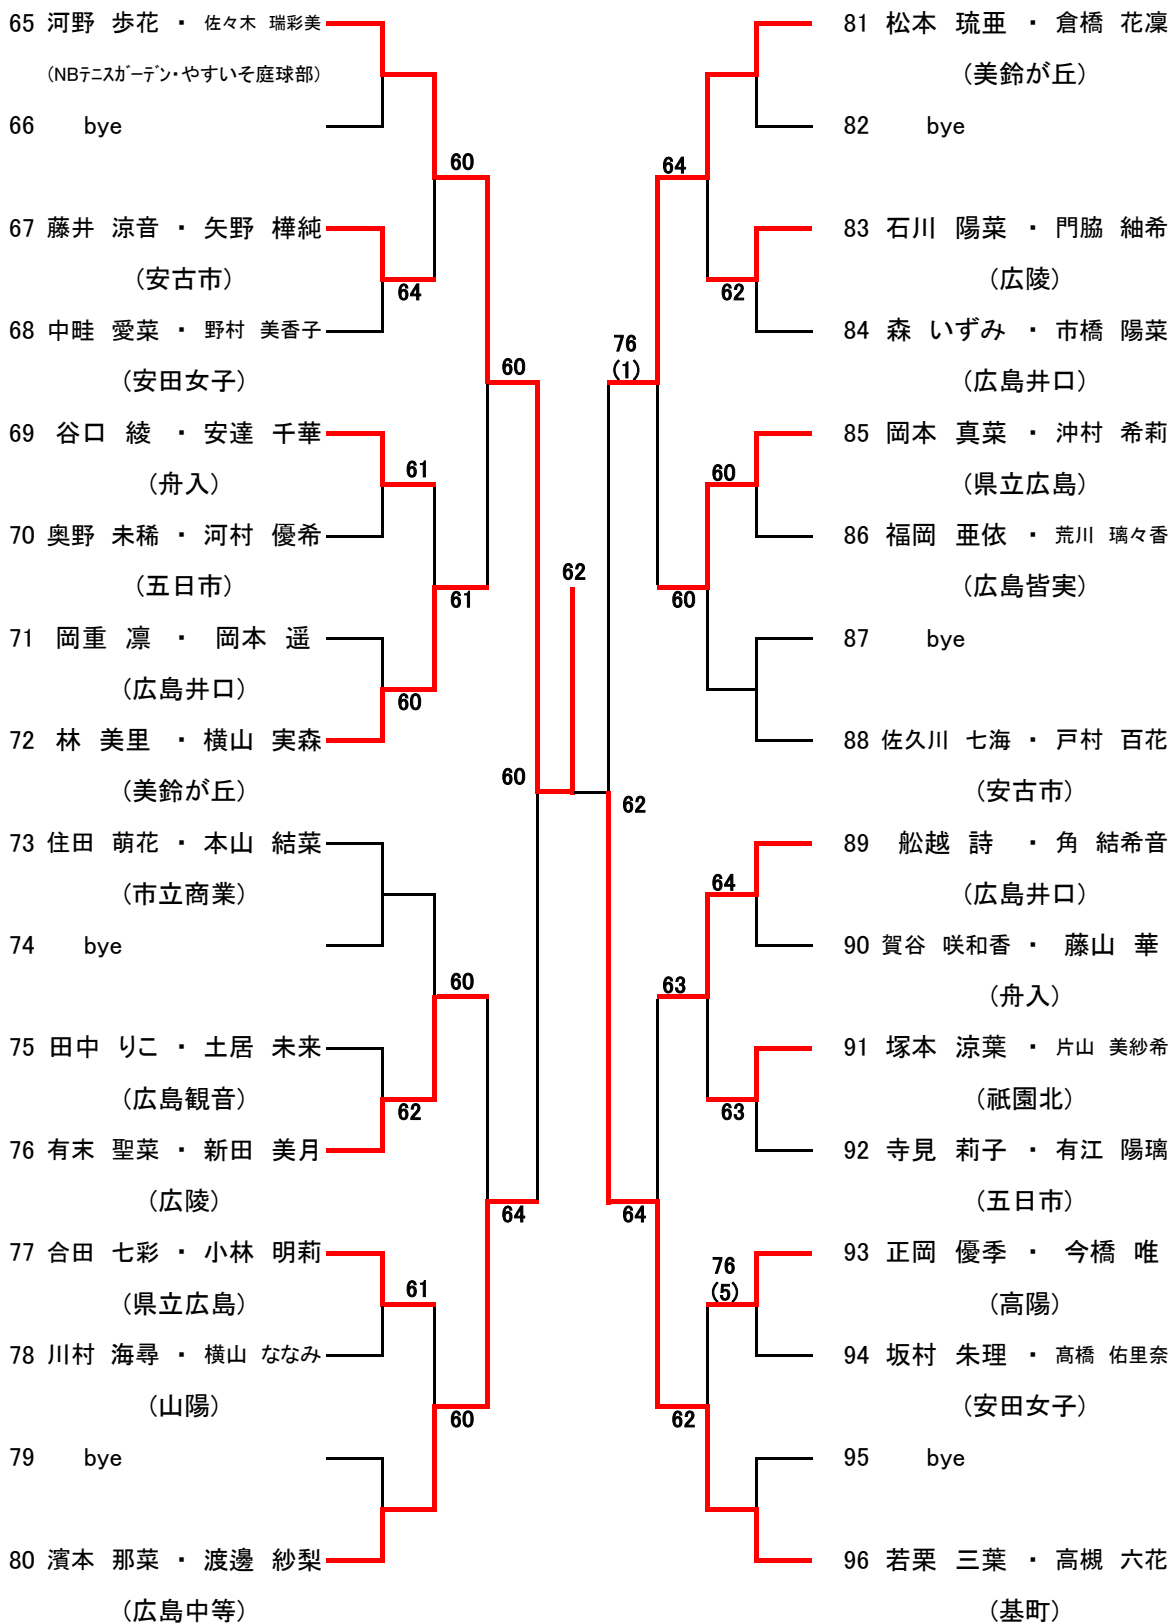 65 河野 歩花 ・ 佐々木 瑞彩美
(NBテニスガーデン・やすいそ庭球部)
66 bye
60
67 藤井 涼音 ・ 矢野 樺純
(安古市)
64
68 中畦 愛菜 ・ 野村 美香子
(安田女子)
60
69 谷口 綾 ・ 安達 千華
61
(舟入)
70 奥野 未稀 ・ 河村 優希
(五日市)
61
71 岡重 凛 ・ 岡本 遥
(広島井口)
60
72 林 美里 ・ 横山 実森
(美鈴が丘)
60
73 住田 萌花 ・ 本山 結菜
(市立商業)
74 bye
60
75 田中 りこ ・ 土居 未来
(広島観音)
62
76 有末 聖菜 ・ 新田 美月
(広陵)
64
77 合田 七彩 ・ 小林 明莉
61
(県立広島)
78 川村 海尋 ・ 横山 ななみ
(山陽)
60
79 bye
80 濱本 那菜 ・ 渡邊 紗梨
(広島中等)
62
81 松本 琉亜 ・ 倉橋 花凜
(美鈴が丘)
82 bye
64
83 石川 陽菜 ・ 門脇 紬希
(広陵)
62
84 森 いずみ ・ 市橋 陽菜
(広島井口)
76
(1)
85 岡本 真菜 ・ 沖村 希莉
60
(県立広島)
86 福岡 亜依 ・ 荒川 璃々香
(広島皆実)
60
87 bye
88 佐久川 七海 ・ 戸村 百花
(安古市)
62
89 舩越 詩 ・ 角 結希音
64
(広島井口)
90 賀谷 咲和香 ・ 藤山 華
63
(舟入)
91 塚本 涼葉 ・ 片山 美紗希
(祇園北)
63
92 寺見 莉子 ・ 有江 陽璃
(五日市)
64
93 正岡 優季 ・ 今橋 唯
76
(5)
(高陽)
94 坂村 朱理 ・ 髙橋 佑里奈
(安田女子)
62
95 bye
96 若栗 三葉 ・ 高槻 六花
(基町)